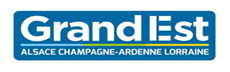 Grand Est
ALSACE CHAMPAGNE-ARDENNE LORRAINE